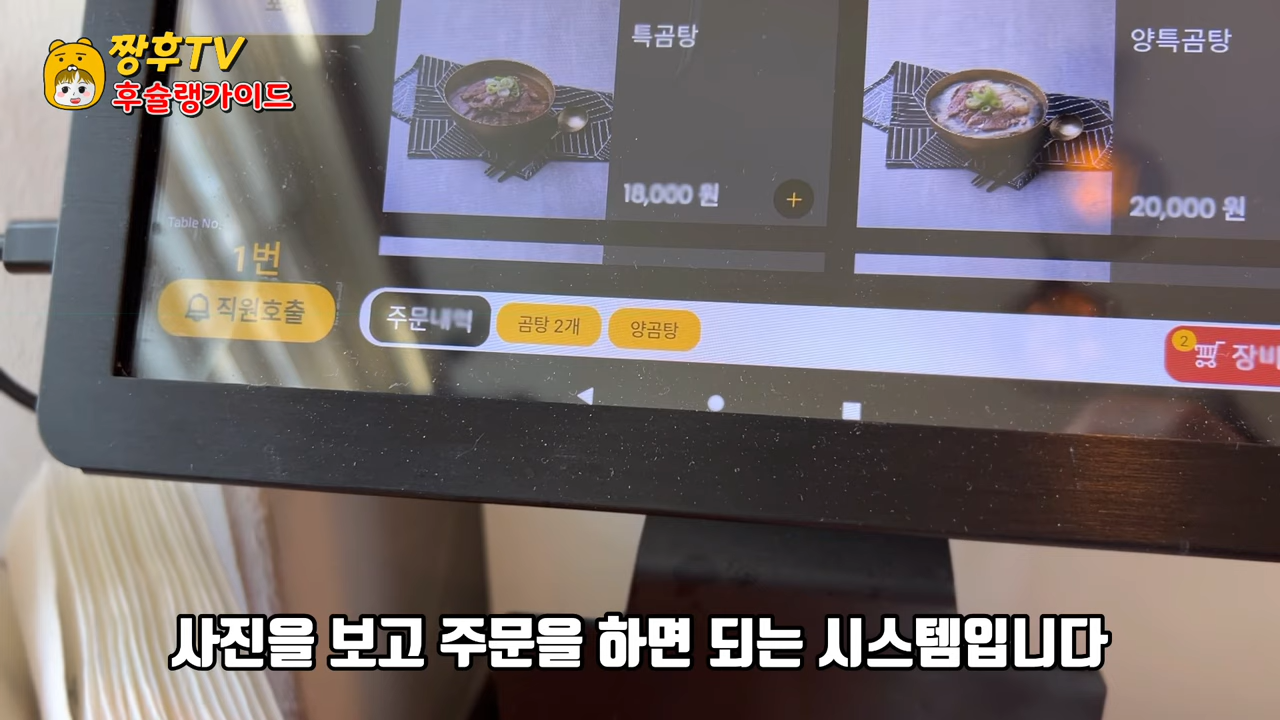 짱후TV
후슐랭가이드
특곰탕
양특곰탕
18,000 원
+
20,000 원
Table No.
1번
직원호출
주문내역
곰탕 2개
양곰탕
2
사진을 보고 주문을 하면 되는 시스템입니다